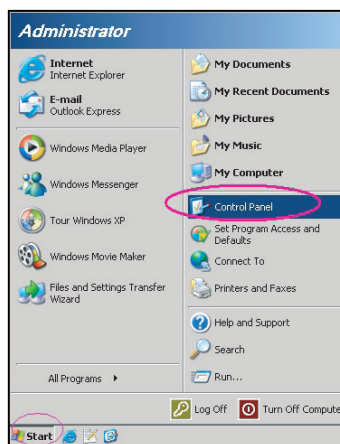 Administrator
Internet
Internet Explorer
E-mail
Outlook Express
Windows Media Player
Windows Messenger
Tour Windows XP
Windows Movie Maker
Files and Settings Transfer
Wizard
All Programs
My Documents
My Recent Documents
My Pictures
My Music
My Computer
Control Panel
Set Program Access and
Defaults
Connect To
Printers and Faxes
Help and Support
Search
Run...
Log Off
Turn Off Compute
Start